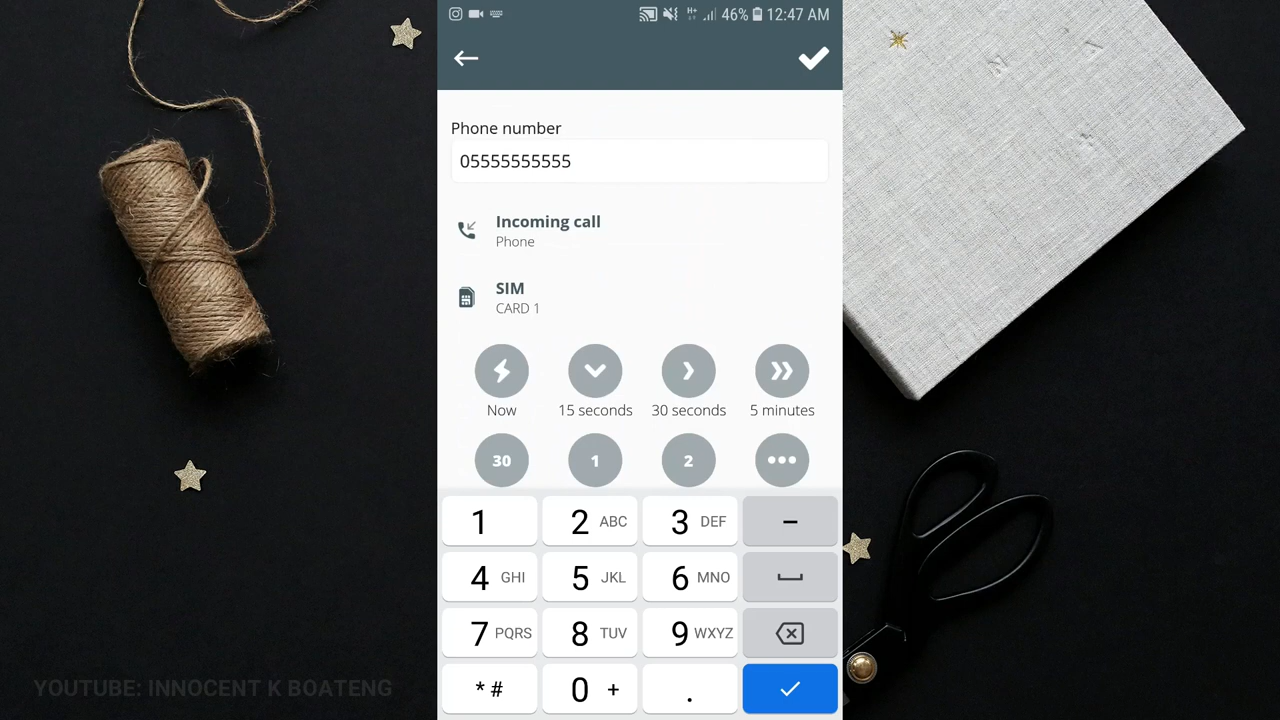 46% 12:47 AM
Phone number
05555555555
Incoming call
Phone
SIM
CARD 1
Now 15 seconds 30 seconds 5 minutes
30 1 2
1 2 ABC 3 DEF -
4 GHI 5 JKL 6 MNO
7 PQRS 8 TUV 9 WXYZ
* # 0 + .
YOUTUBE: INNOCENT K BOATENG